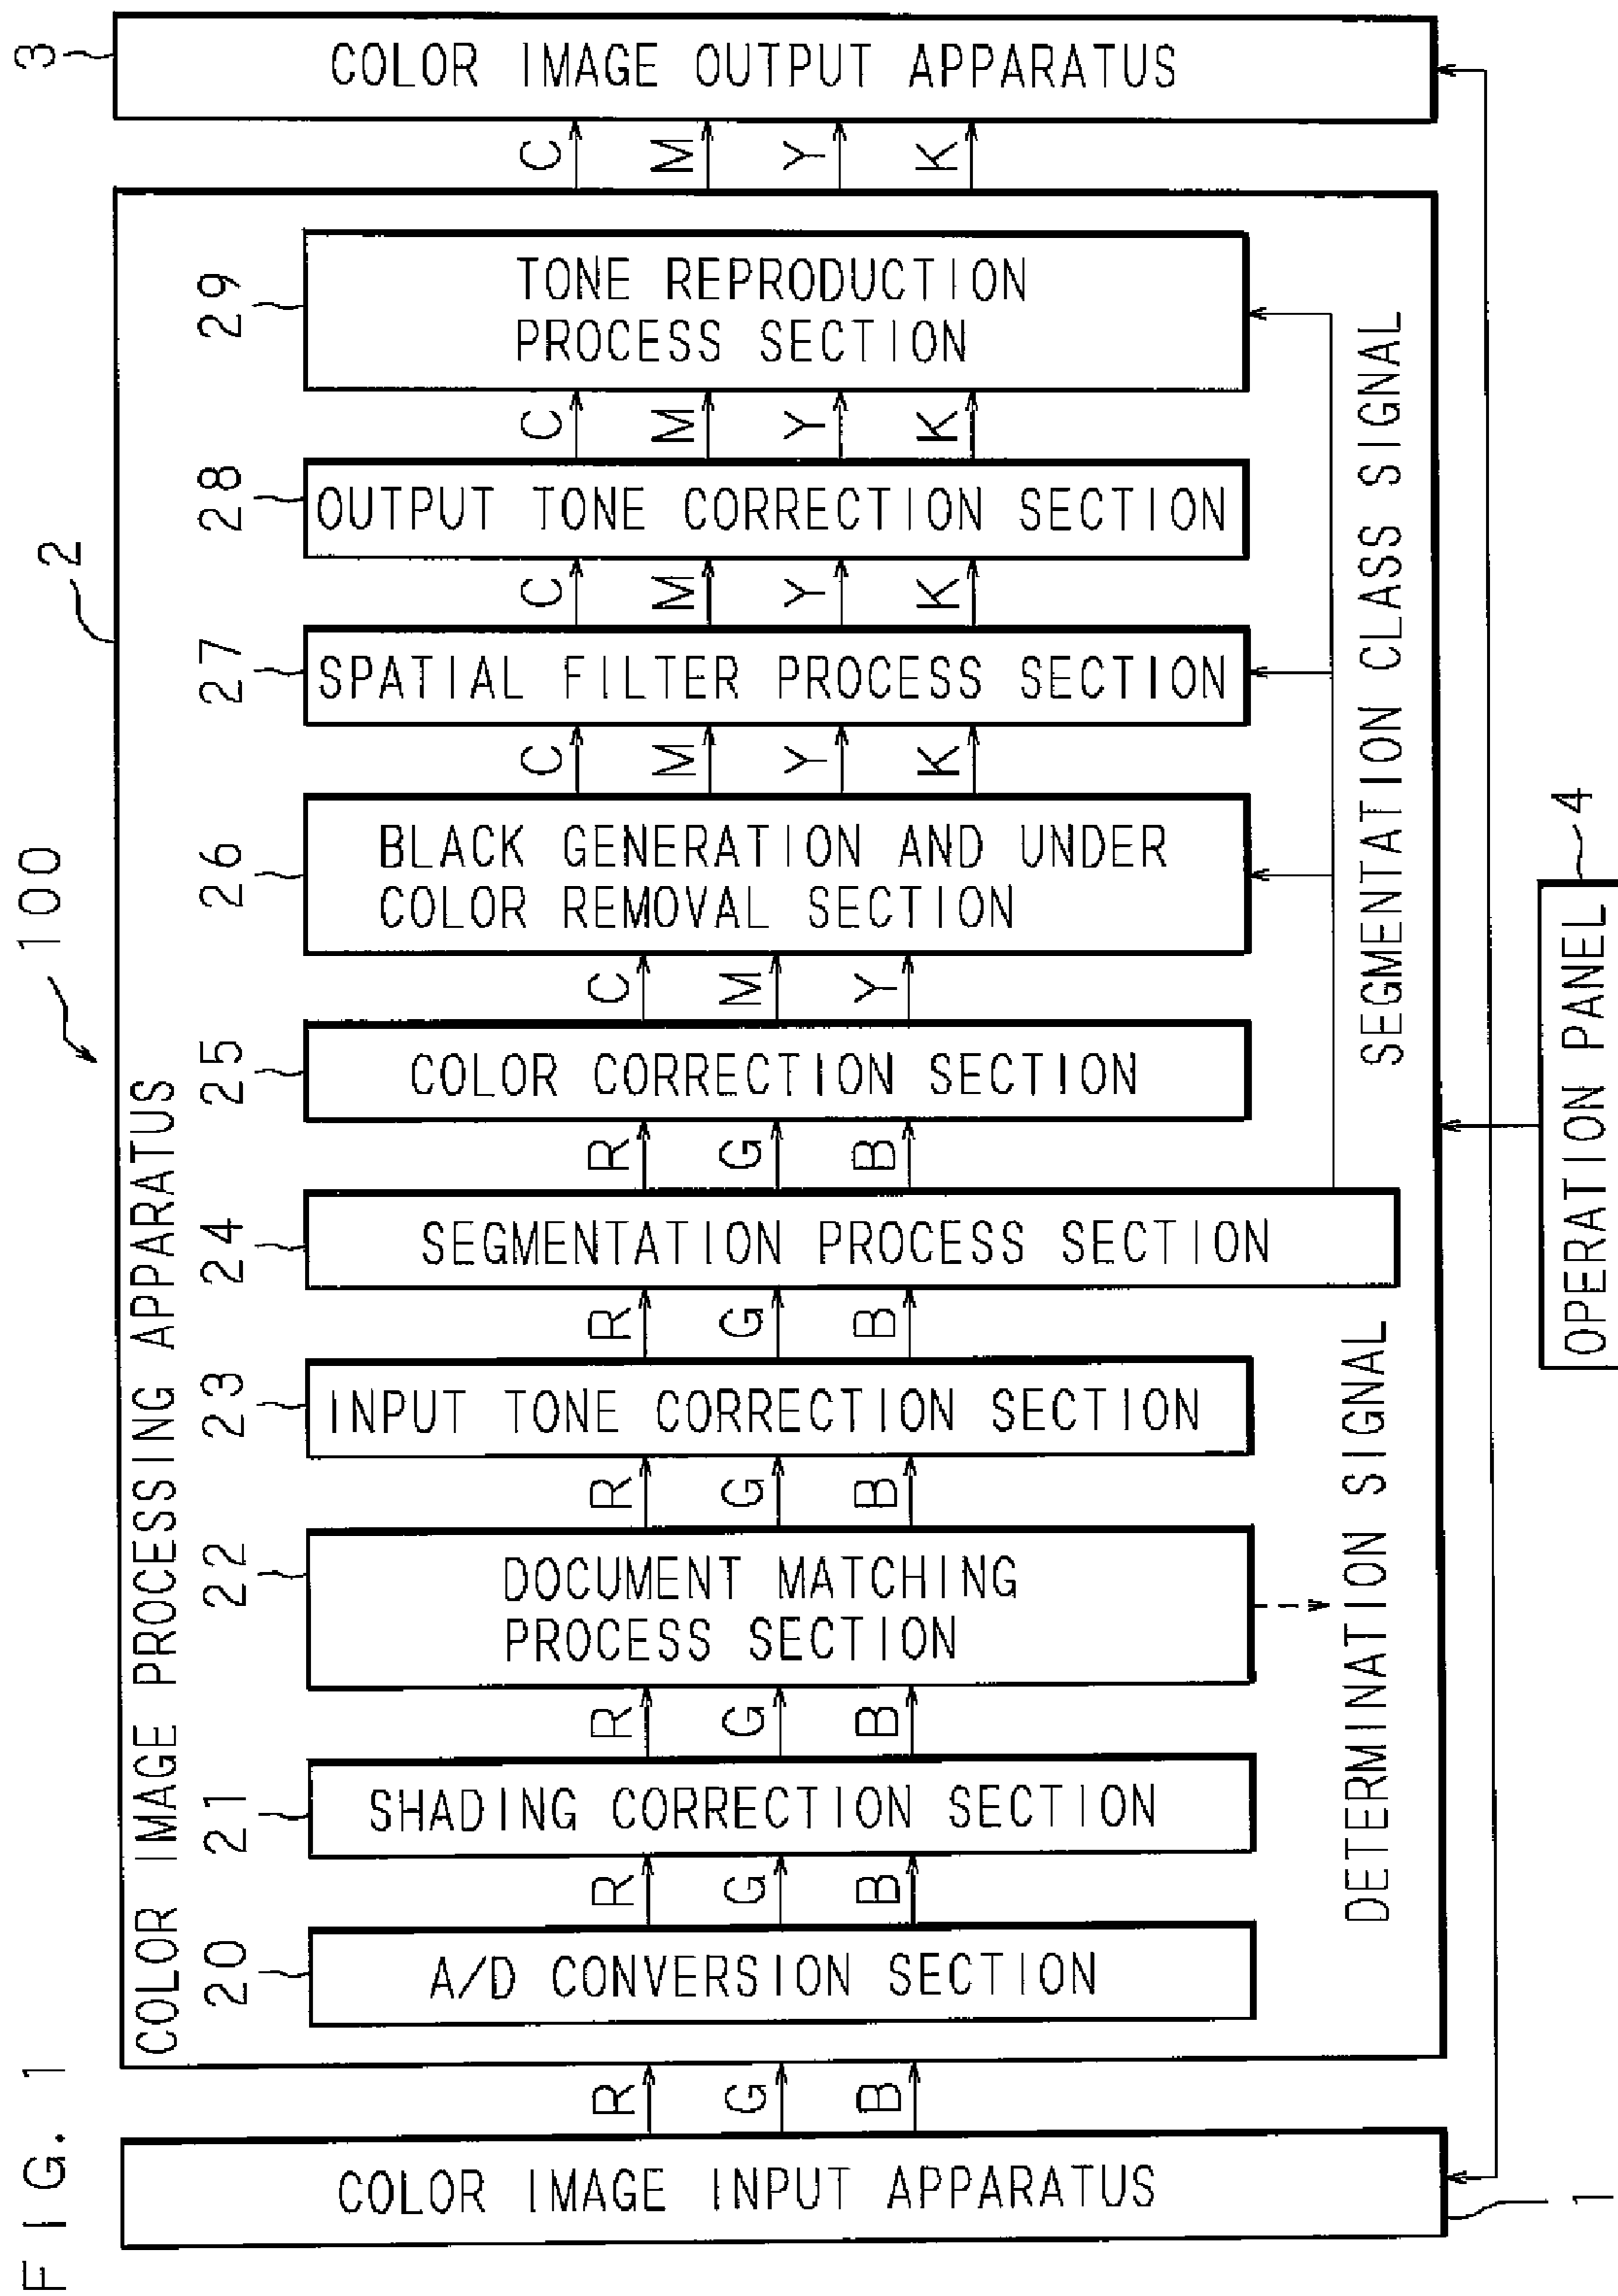 FIG. 1
100
2
3
COLOR IMAGE PROCESSING APPARATUS
20
21
22
23
24
25
26
27
28
29
COLOR IMAGE INPUT APPARATUS
R
G
B
A/D CONVERSION SECTION
R
G
B
SHADING CORRECTION SECTION
R
G
B
DOCUMENT MATCHING
PROCESS SECTION
R
G
B
INPUT TONE CORRECTION SECTION
R
G
B
SEGMENTATION PROCESS SECTION
R
G
B
COLOR CORRECTION SECTION
C
M
Y
BLACK GENERATION AND UNDER
COLOR REMOVAL SECTION
C
M
Y
K
SPATIAL FILTER PROCESS SECTION
C
M
Y
K
OUTPUT TONE CORRECTION SECTION
C
M
Y
K
TONE REPRODUCTION
PROCESS SECTION
C
M
Y
K
COLOR IMAGE OUTPUT APPARATUS
DETERMINATION SIGNAL
SEGMENTATION CLASS SIGNAL
1
OPERATION PANEL
4